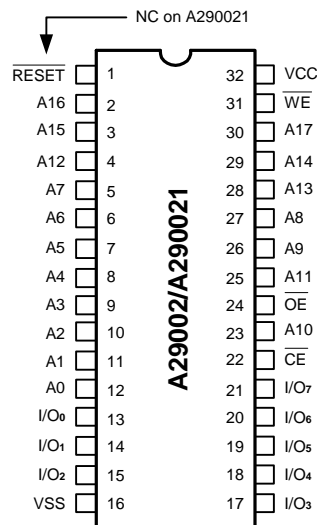 NC on A290021
RESET 1 32 VCC
A16 2 31 WE
A15 3 30 A17
A12 4 29 A14
A7 5 28 A13
A6 6 27 A8
A5 7 26 A9
A4 8 25 A11
A3 9 24 OE
A2 10 23 A10
A1 11 22 CE
A0 12 21 I/O7
I/O0 13 20 I/O6
I/O1 14 19 I/O5
I/O2 15 18 I/O4
VSS 16 17 I/O3
A29002/A290021